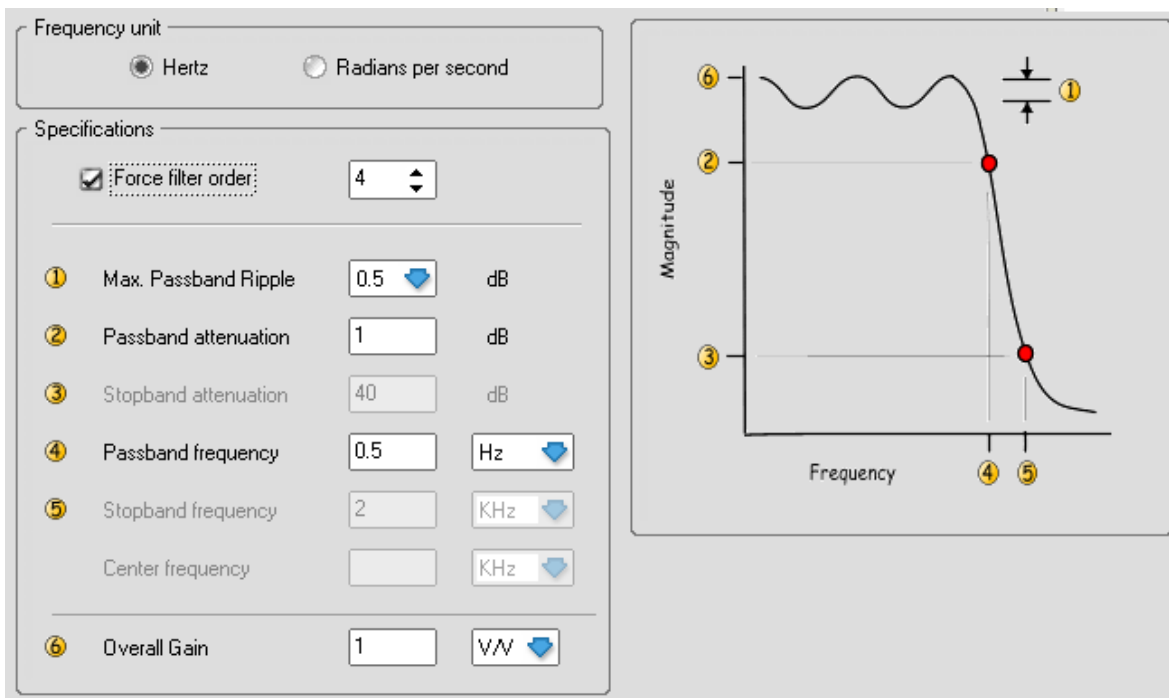 Frequency unit
Hertz Radians per second
Specifications
Force filter order 4
1 Max. Passband Ripple 0.5 dB
2 Passband attenuation 1 dB
3 Stopband attenuation 40 dB
4 Passband frequency 0.5 Hz
5 Stopband frequency 2 KHz
Center frequency KHz
6 Overall Gain 1 V/V
6
1
2
Magnitude
3
Frequency 4 5